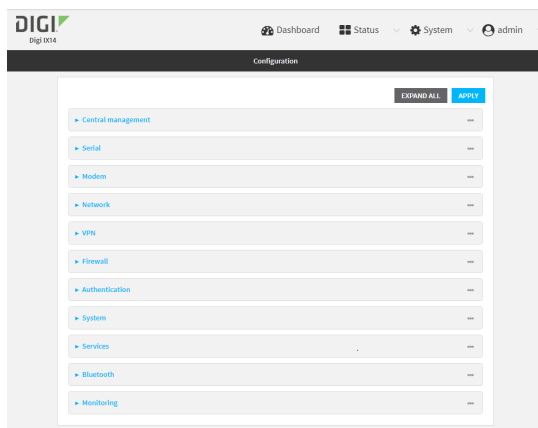 DIGI
Digi IX14
Dashboard Status System admin
Configuration
EXPAND ALL APPLY
Central management
Serial
Modem
Network
VPN
Firewall
Authentication
System
Services
Bluetooth
Monitoring